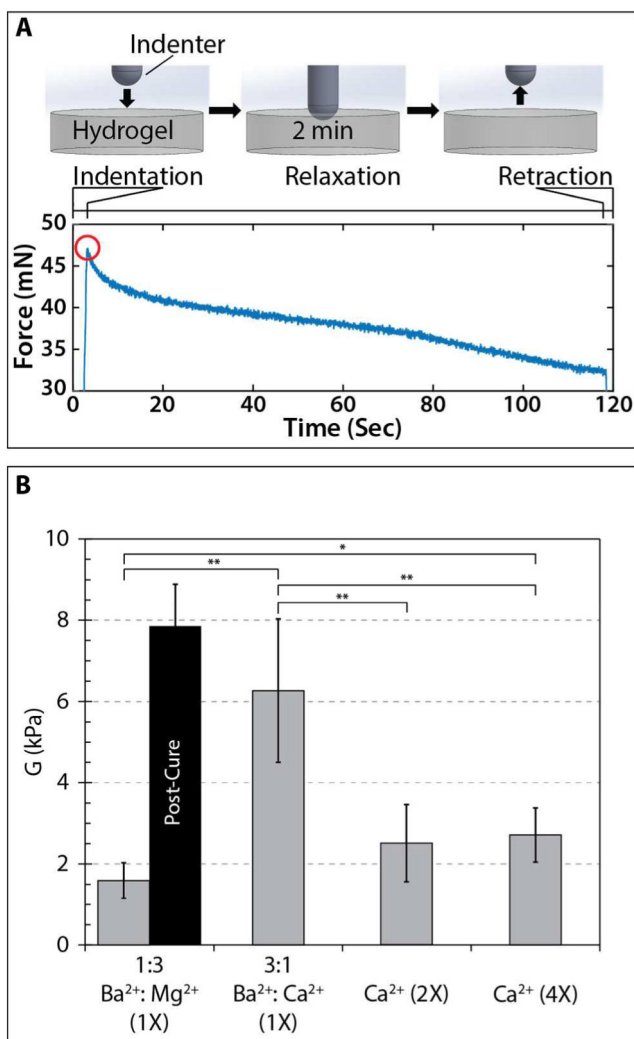 A
Indenter
Hydrogel
2 min
Indentation Relaxation Retraction
50
45
40
35
30
Force (mN)
0 20 40 60 80 100 120
Time (Sec)
B
10
8
6
4
2
0
G (kPa)
*
**
**
**
Post-Cure
1:3 3:1
Ba²⁺: Mg²⁺ Ba²⁺: Ca²⁺ Ca²⁺ (2X) Ca²⁺ (4X)
(1X) (1X)